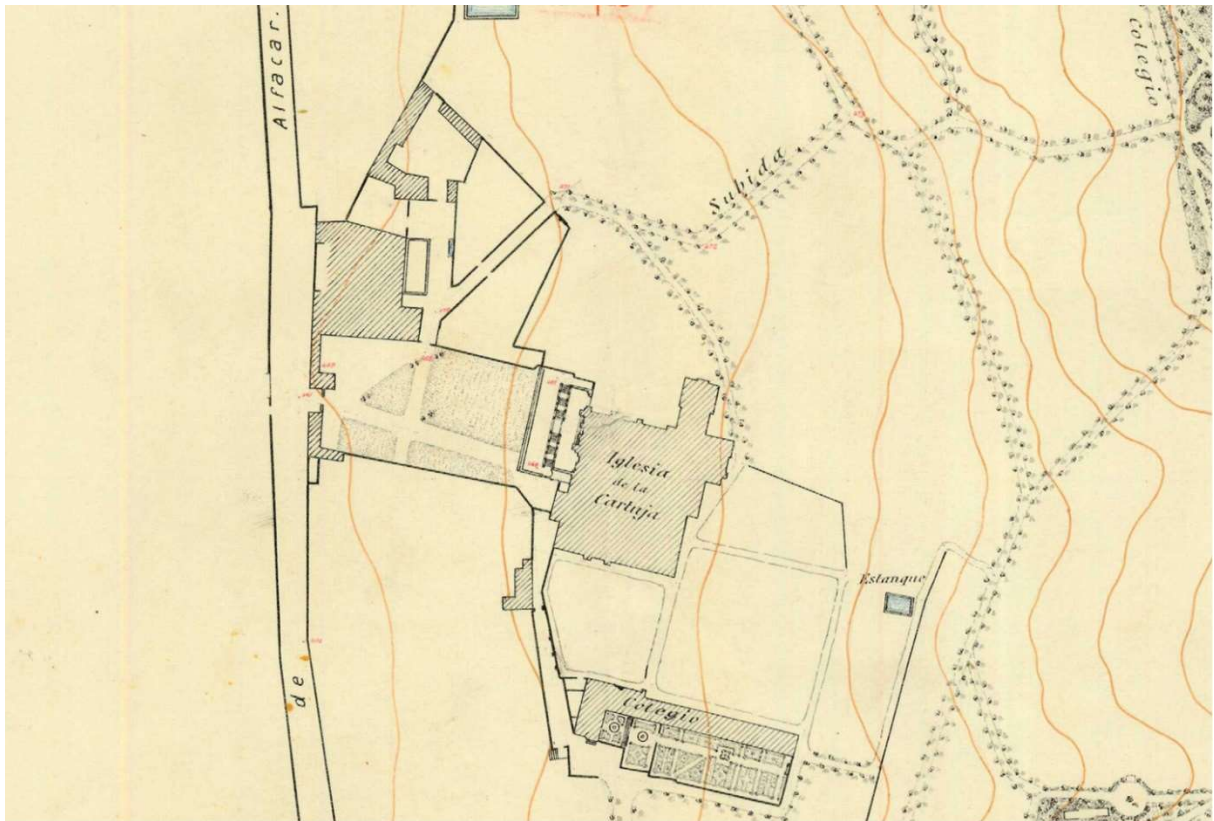 Alfacar.
Colegio
Subida
Iglesia
de la
Cartuja
Estanque
de
Colegio